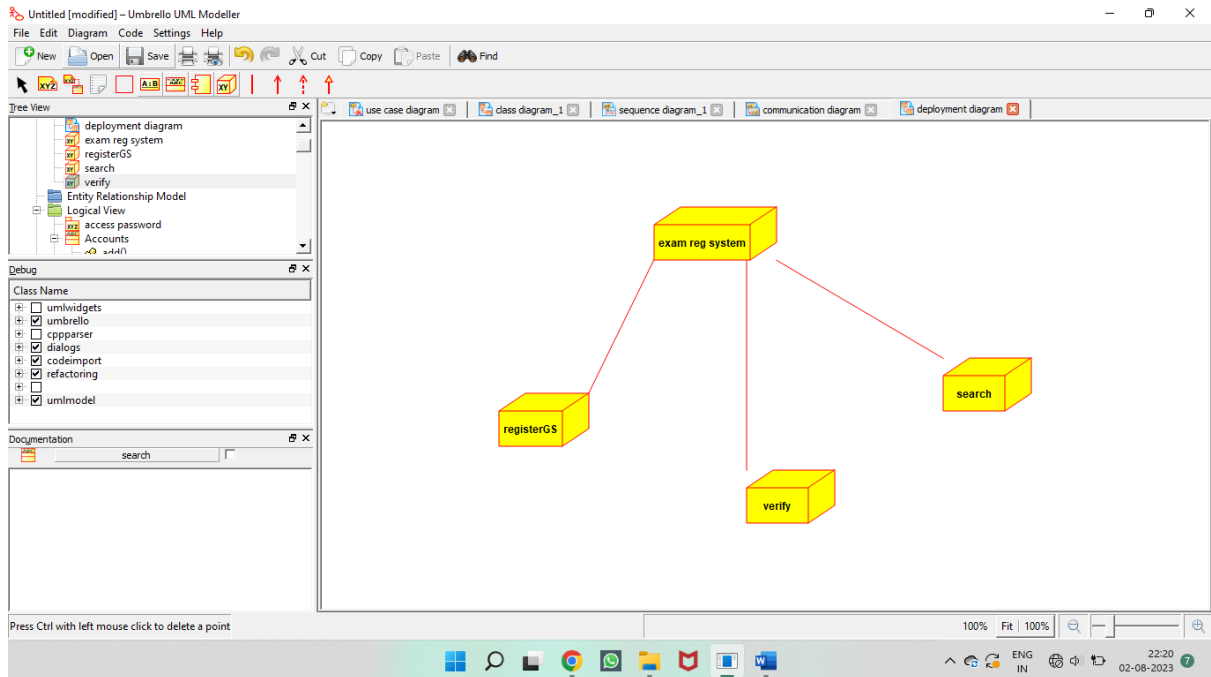 Untitled [modified] – Umbrello UML Modeller
File Edit Diagram Code Settings Help
New Open Save Cut Copy Paste Find
Tree View
deployment diagram
exam reg system
registerGS
search
verify
Entity Relationship Model
Logical View
access password
Accounts
add()
Debug
Class Name
umlwidgets
umbrello
cppparser
dialogs
codeimport
refactoring
umlmodel
Documentation
search
use case diagram class diagram_1 sequence diagram_1 communication diagram deployment diagram
exam reg system
search
registerGS
verify
Press Ctrl with left mouse click to delete a point
100% Fit 100%
ENG
IN
22:20
02-08-2023
7